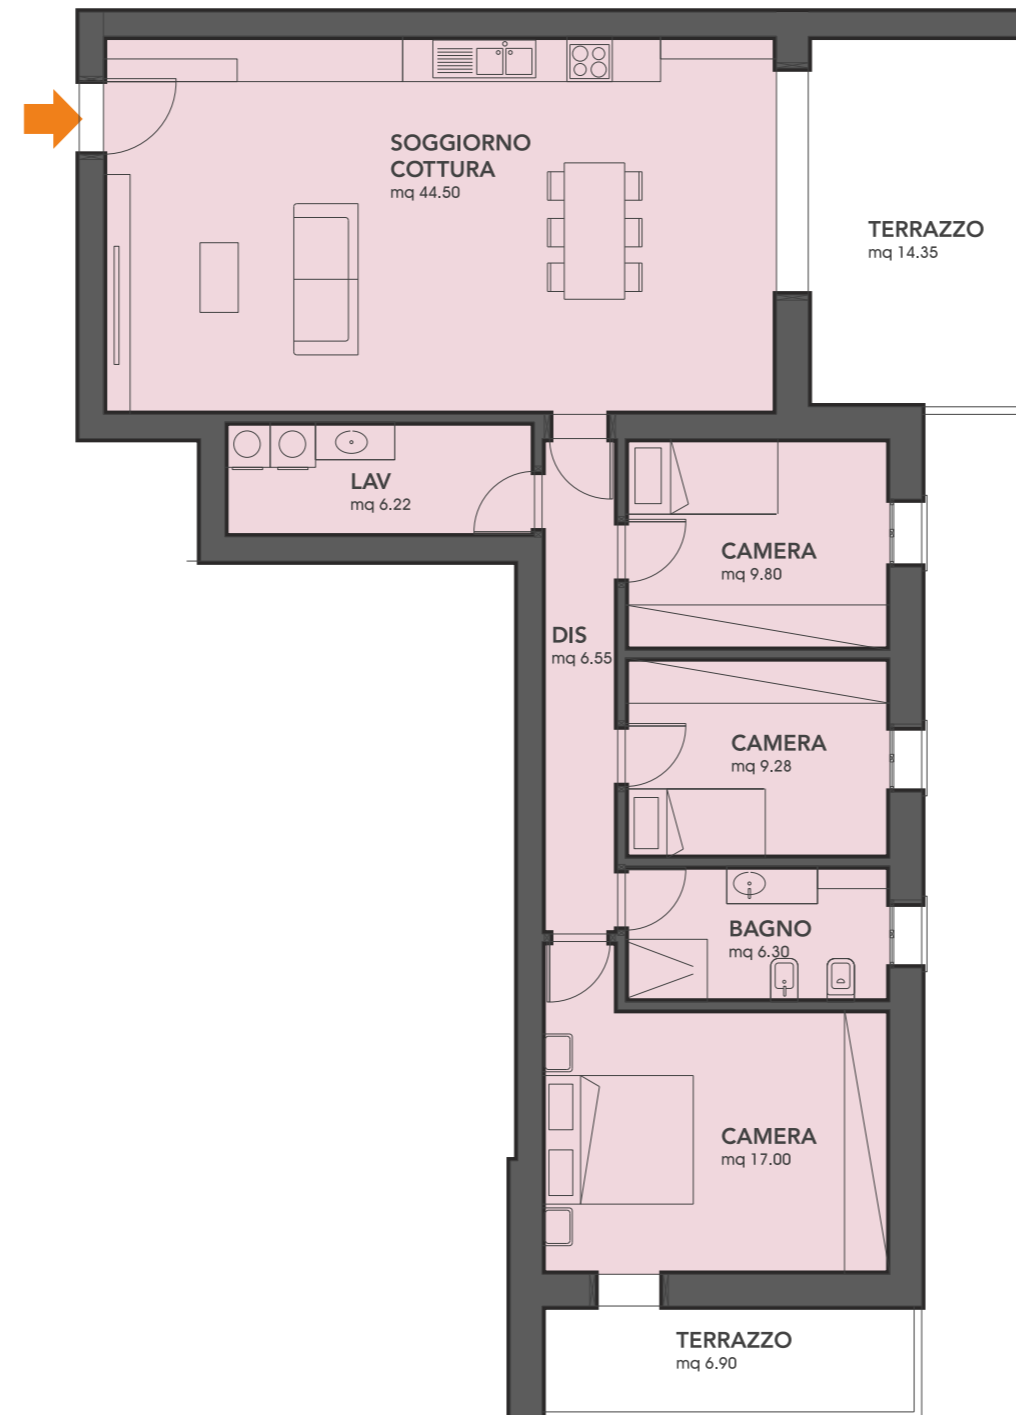 SOGGIORNO
COTTURA
mq 44.50
TERRAZZO
mq 14.35
LAV
mq 6.22
CAMERA
mq 9.80
DIS
mq 6.55
CAMERA
mq 9.28
BAGNO
mq 6.30
CAMERA
mq 17.00
TERRAZZO
mq 6.90